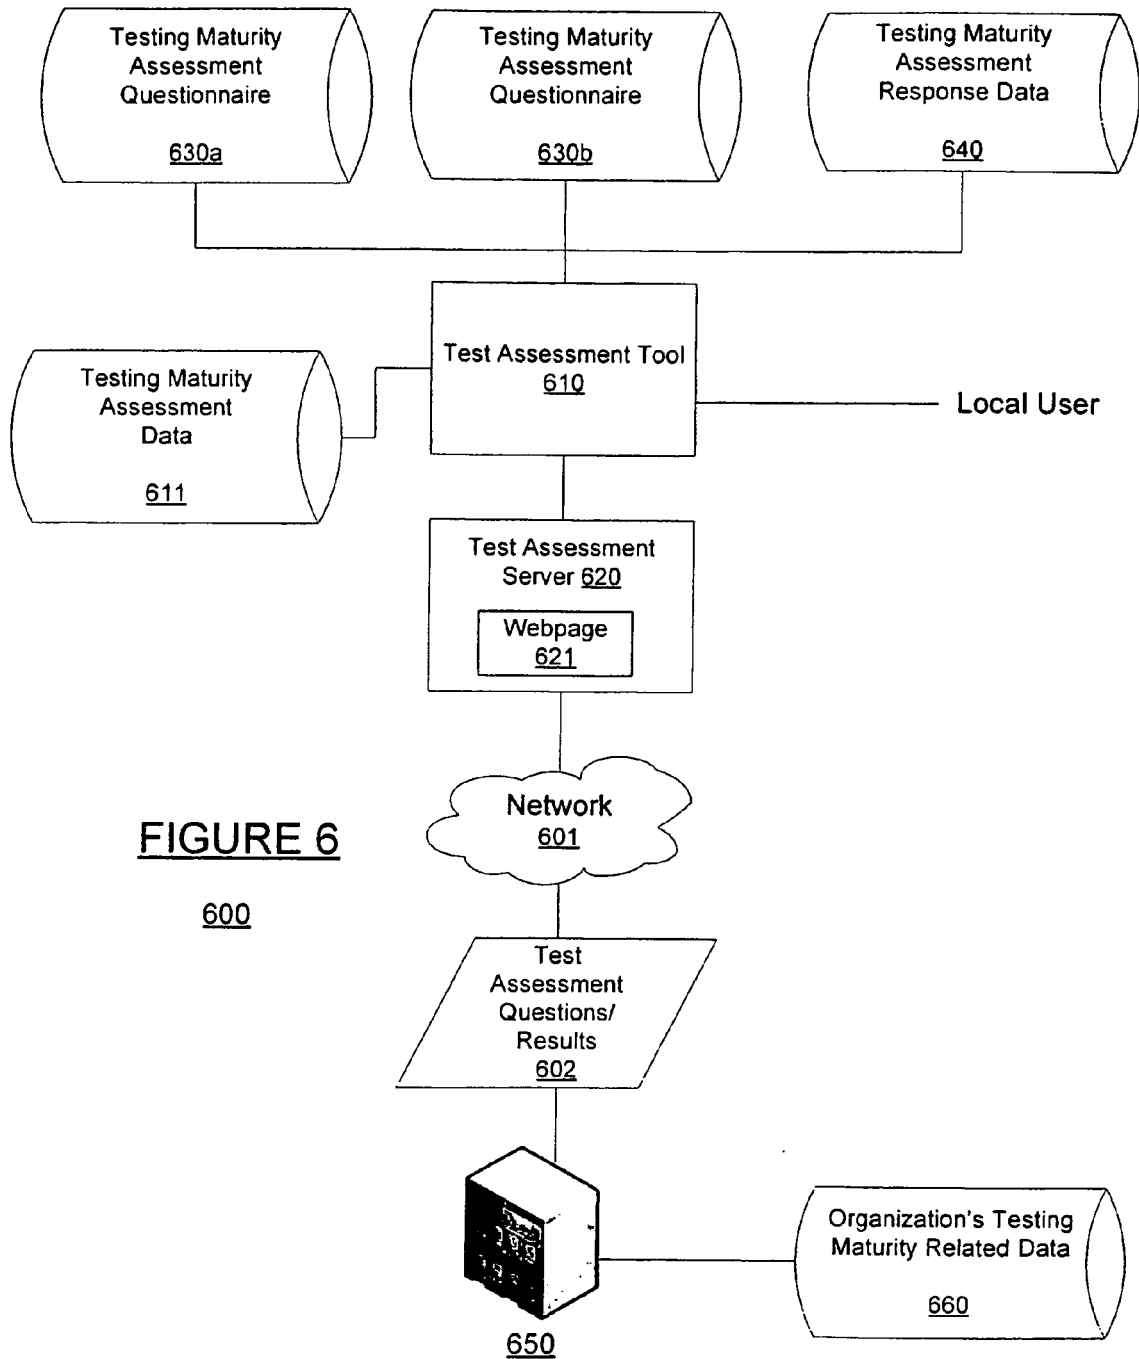 Testing Maturity
Assessment
Questionnaire
630a
Testing Maturity
Assessment
Questionnaire
630b
Testing Maturity
Assessment
Response Data
640
Test Assessment Tool
610
Local User
Testing Maturity
Assessment
Data
611
Test Assessment
Server 620
Webpage
621
Network
601
FIGURE 6
600
Test
Assessment
Questions/
Results
602
650
Organization's Testing
Maturity Related Data
660